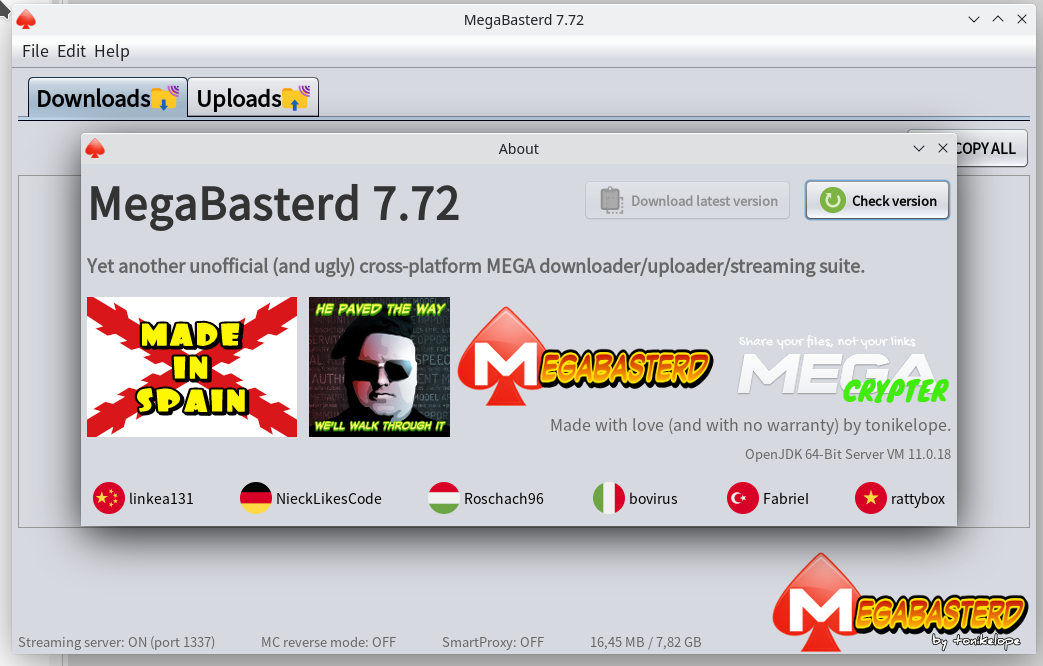 MegaBasterd 7.72
File Edit Help
Downloads Uploads
COPY ALL
About
MegaBasterd 7.72
Download latest version
Check version
Yet another unofficial (and ugly) cross-platform MEGA downloader/uploader/streaming suite.
MADE
IN
SPAIN
HE PAVED THE WAY
WE'LL WALK THROUGH IT
MEGABASTERD
Share your files, not your links
MEGA
CRYPTER
Made with love (and with no warranty) by tonikelope.
OpenJDK 64-Bit Server VM 11.0.18
linkea131 NieckLikesCode Roschach96 bovirus Fabriel rattybox
MEGABASTERD
by tonikelope
Streaming server: ON (port 1337) MC reverse mode: OFF SmartProxy: OFF 16,45 MB / 7,82 GB